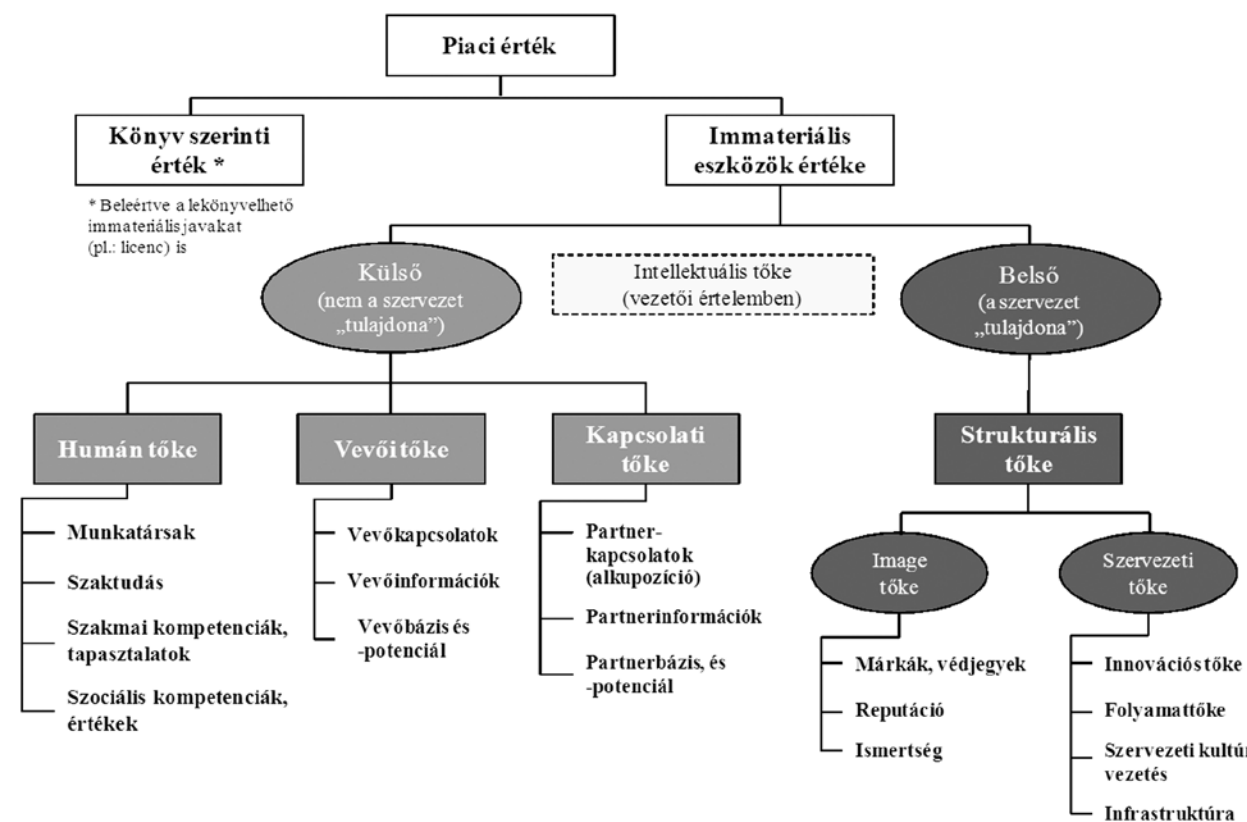 Piaci érték
Könyv szerinti
érték *
Immateriális
eszközök értéke
* Beleértve a lekönyvelhető
immateriális javakat
(pl.: licenc) is
Külső
(nem a szervezet
„tulajdona”)
Intellektuális tőke
(vezetői értelemben)
Belső
(a szervezet
„tulajdona”)
Humán tőke
Munkatársak
Szaktudás
Szakmai kompetenciák,
tapasztalatok
Szociális kompetenciák,
értékek
Vevői tőke
Vevőkapcsolatok
Vevőinformációk
Vevőbázis és
-potenciál
Kapcsolati
tőke
Partner-
kapcsolatok
(alkupozíció)
Partnerinformációk
Partnerbázis, és
-potenciál
Strukturális
tőke
Image
tőke
Márkák, védjegyek
Reputáció
Ismertség
Szervezeti
tőke
Innovációs tőke
Folyamattőke
Szervezeti
vezetés
Infrastruktúra